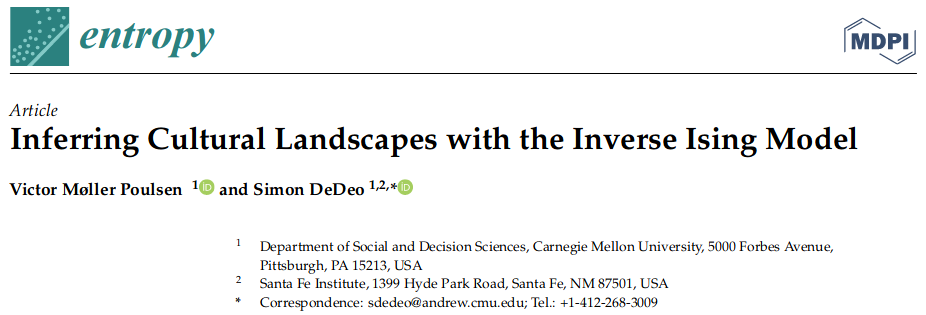 entropy
MDPI
Article
Inferring Cultural Landscapes with the Inverse Ising Model
Victor Møller Poulsen 1 iD and Simon DeDeo 1,2,* iD
1 Department of Social and Decision Sciences, Carnegie Mellon University, 5000 Forbes Avenue,
Pittsburgh, PA 15213, USA
2 Santa Fe Institute, 1399 Hyde Park Road, Santa Fe, NM 87501, USA
* Correspondence: sdedeo@andrew.cmu.edu; Tel.: +1-412-268-3009